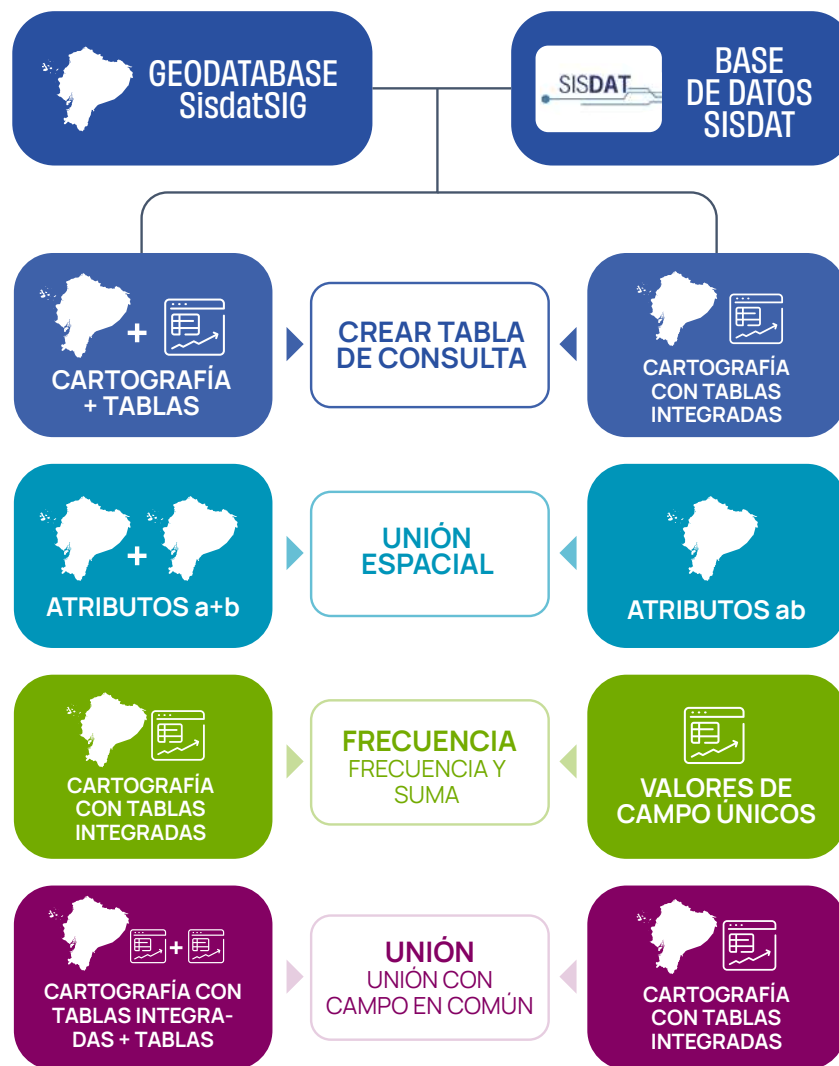 GEODATABASE
SisdatSIG
SISDAT
BASE
DE DATOS
SISDAT
+
CARTOGRAFÍA
+ TABLAS
CREAR TABLA
DE CONSULTA
CARTOGRAFÍA
CON TABLAS
INTEGRADAS
+
ATRIBUTOS a+b
UNIÓN
ESPACIAL
ATRIBUTOS ab
CARTOGRAFÍA
CON TABLAS
INTEGRADAS
FRECUENCIA
FRECUENCIA Y
SUMA
VALORES DE
CAMPO ÚNICOS
+
CARTOGRAFÍA CON
TABLAS INTEGRA-
DAS + TABLAS
UNIÓN
UNIÓN CON
CAMPO EN COMÚN
CARTOGRAFÍA
CON TABLAS
INTEGRADAS